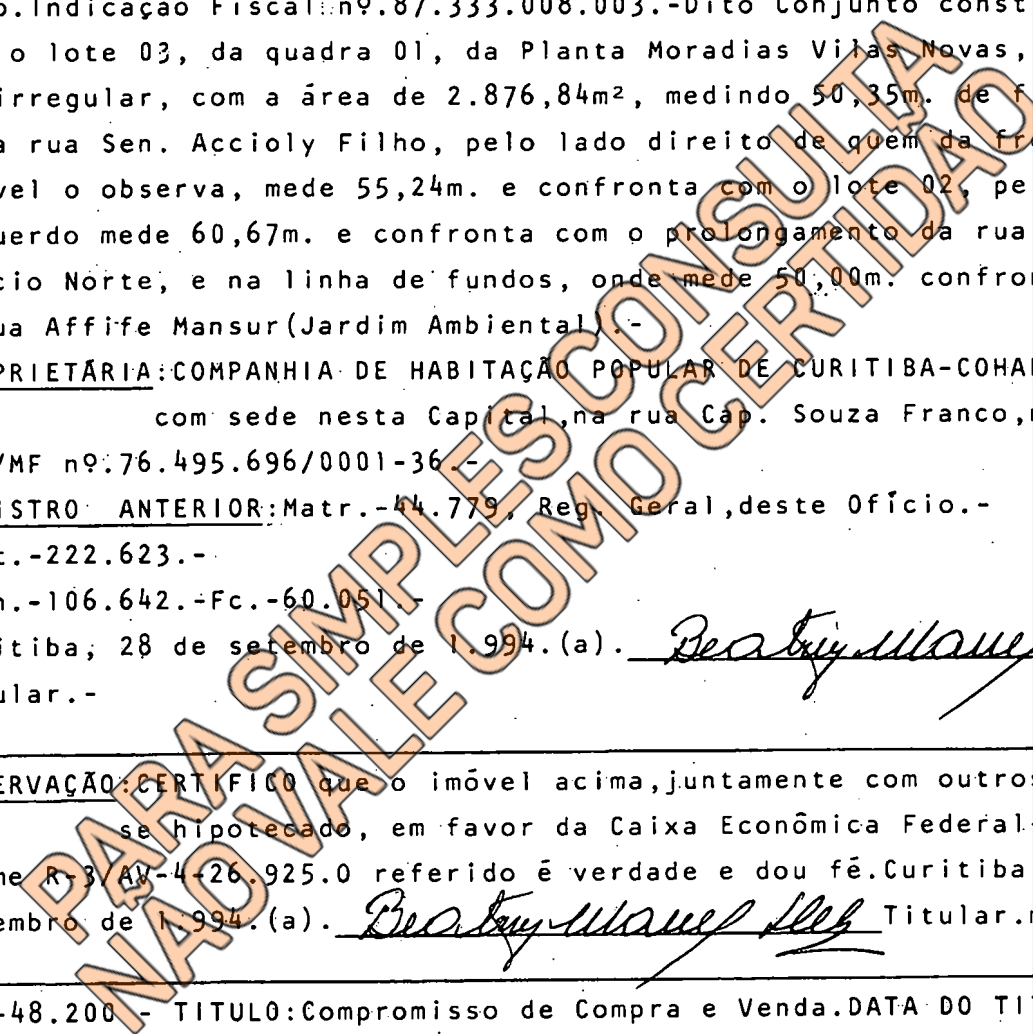 o.Indicação Fiscal nº.87.333.008.003.-Dito Conjunto const
o lote 03, da quadra 01, da Planta Moradias Vilas Novas,
irregular, com a área de 2.876,84m², medindo 50,35m. de f
a rua Sen. Accioly Filho, pelo lado direito de quem da fre
vel o observa, mede 55,24m. e confronta com o lote 02, pe
uerdo mede 60,67m. e confronta com o prolongamento da rua
cio Norte, e na linha de fundos, onde mede 50,00m. confron
ua Affife Mansur(Jardim Ambiental).-
PRIETÁRIA:COMPANHIA DE HABITAÇÃO POPULAR DE CURITIBA-COHA
com sede nesta Capital,na rua Cap. Souza Franco,n
/MF nº.76.495.696/0001-36.-
ISTRO ANTERIOR:Matr.-44.779, Reg. Geral,deste Ofício.-
t.-222.623.-
n.-106.642.-Fc.-60.051.-
itiba, 28 de setembro de 1.994.(a). Beatriz Manne
ular.-
ERVAÇÃO:CERTIFICO que o imóvel acima,juntamente com outros
se hipotecado, em favor da Caixa Econômica Federal
me R-3/AV-4-26.925.O referido é verdade e dou fé.Curitiba
embro de 1.994.(a). Beatriz Titular.
-48.200 - TITULO:Compromisso de Compra e Venda.DATA DO TI
PARA SIMPLES CONSULTA
NÃO VALE COMO CERTIDÃO